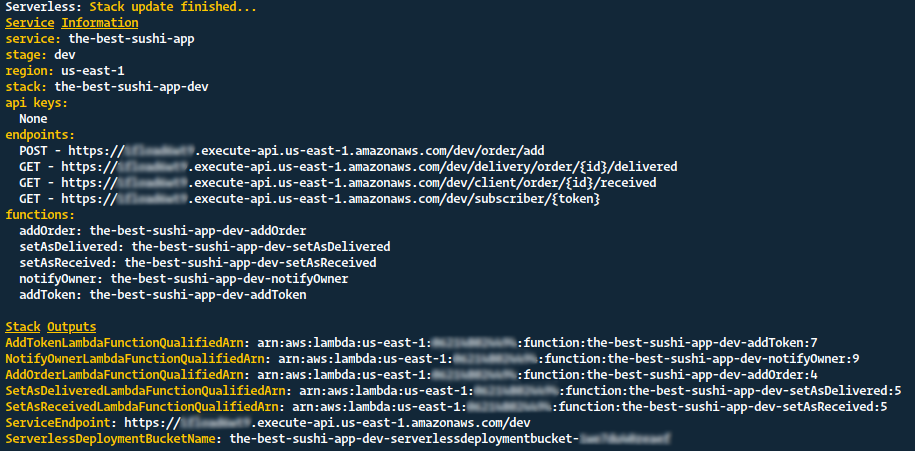 Serverless: Stack update finished...
Service Information
service: the-best-sushi-app
stage: dev
region: us-east-1
stack: the-best-sushi-app-dev
api keys:
  None
endpoints:
  POST - https://.execute-api.us-east-1.amazonaws.com/dev/order/add
  GET - https://.execute-api.us-east-1.amazonaws.com/dev/delivery/order/{id}/delivered
  GET - https://.execute-api.us-east-1.amazonaws.com/dev/client/order/{id}/received
  GET - https://.execute-api.us-east-1.amazonaws.com/dev/subscriber/{token}
functions:
  addOrder: the-best-sushi-app-dev-addOrder
  setAsDelivered: the-best-sushi-app-dev-setAsDelivered
  setAsReceived: the-best-sushi-app-dev-setAsReceived
  notifyOwner: the-best-sushi-app-dev-notifyOwner
  addToken: the-best-sushi-app-dev-addToken
Stack Outputs
AddTokenLambdaFunctionQualifiedArn: arn:aws:lambda:us-east-1::function:the-best-sushi-app-dev-addToken:7
NotifyOwnerLambdaFunctionQualifiedArn: arn:aws:lambda:us-east-1::function:the-best-sushi-app-dev-notifyOwner:9
AddOrderLambdaFunctionQualifiedArn: arn:aws:lambda:us-east-1::function:the-best-sushi-app-dev-addOrder:4
SetAsDeliveredLambdaFunctionQualifiedArn: arn:aws:lambda:us-east-1::function:the-best-sushi-app-dev-setAsDelivered:5
SetAsReceivedLambdaFunctionQualifiedArn: arn:aws:lambda:us-east-1::function:the-best-sushi-app-dev-setAsReceived:5
ServiceEndpoint: https://.execute-api.us-east-1.amazonaws.com/dev
ServerlessDeploymentBucketName: the-best-sushi-app-dev-serverlessdeploymentbucket-